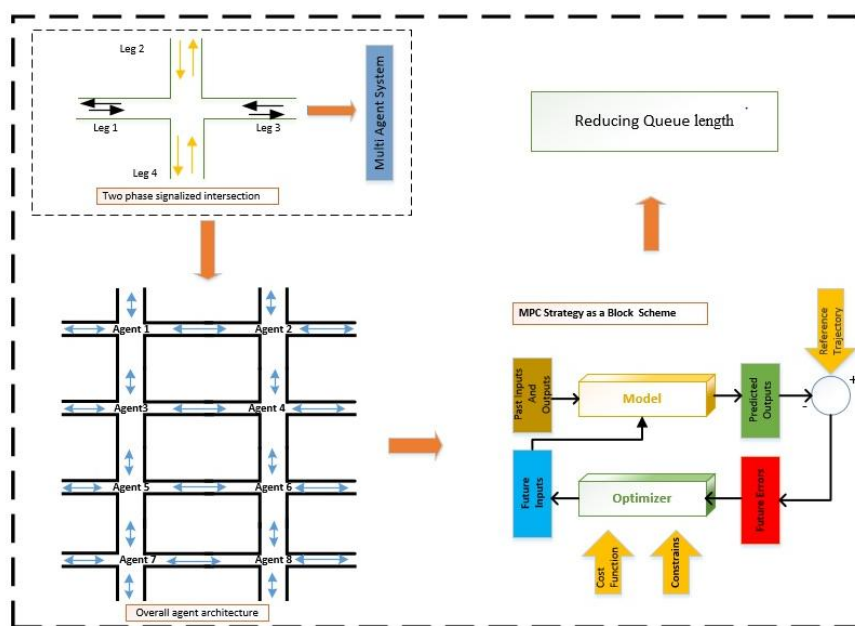 Leg 2
Leg 1
Leg 3
Leg 4
Two phase signalized intersection
Multi Agent System
Reducing Queue length
Agent 1
Agent 2
Agent3
Agent 4
Agent 5
Agent 6
Agent 7
Agent 8
Overall agent architecture
MPC Strategy as a Block Scheme
Reference
Trajectory
Past Inputs
And
Outputs
Model
Predicted
Outputs
+
-
Future
Inputs
Optimizer
Future Errors
Cost
Function
Constrains